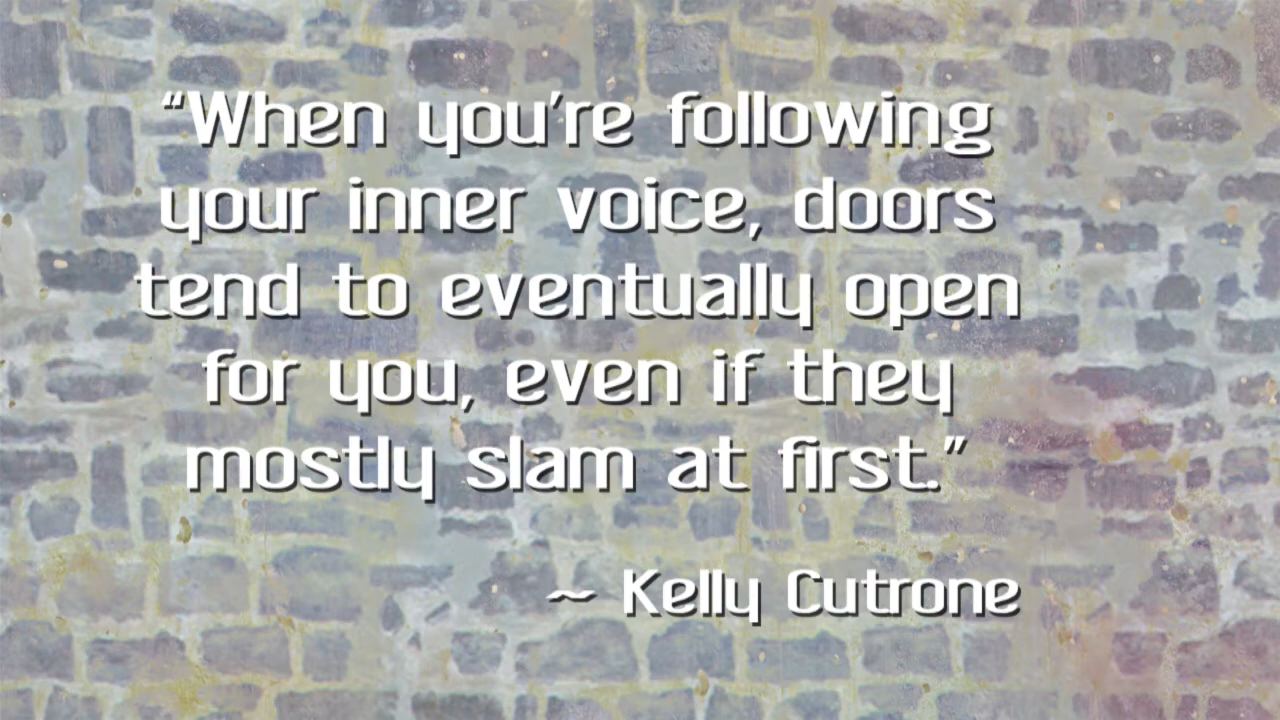 “When you’re following
your inner voice, doors
tend to eventually open
for you, even if they
mostly slam at first.”
~ Kelly Cutrone